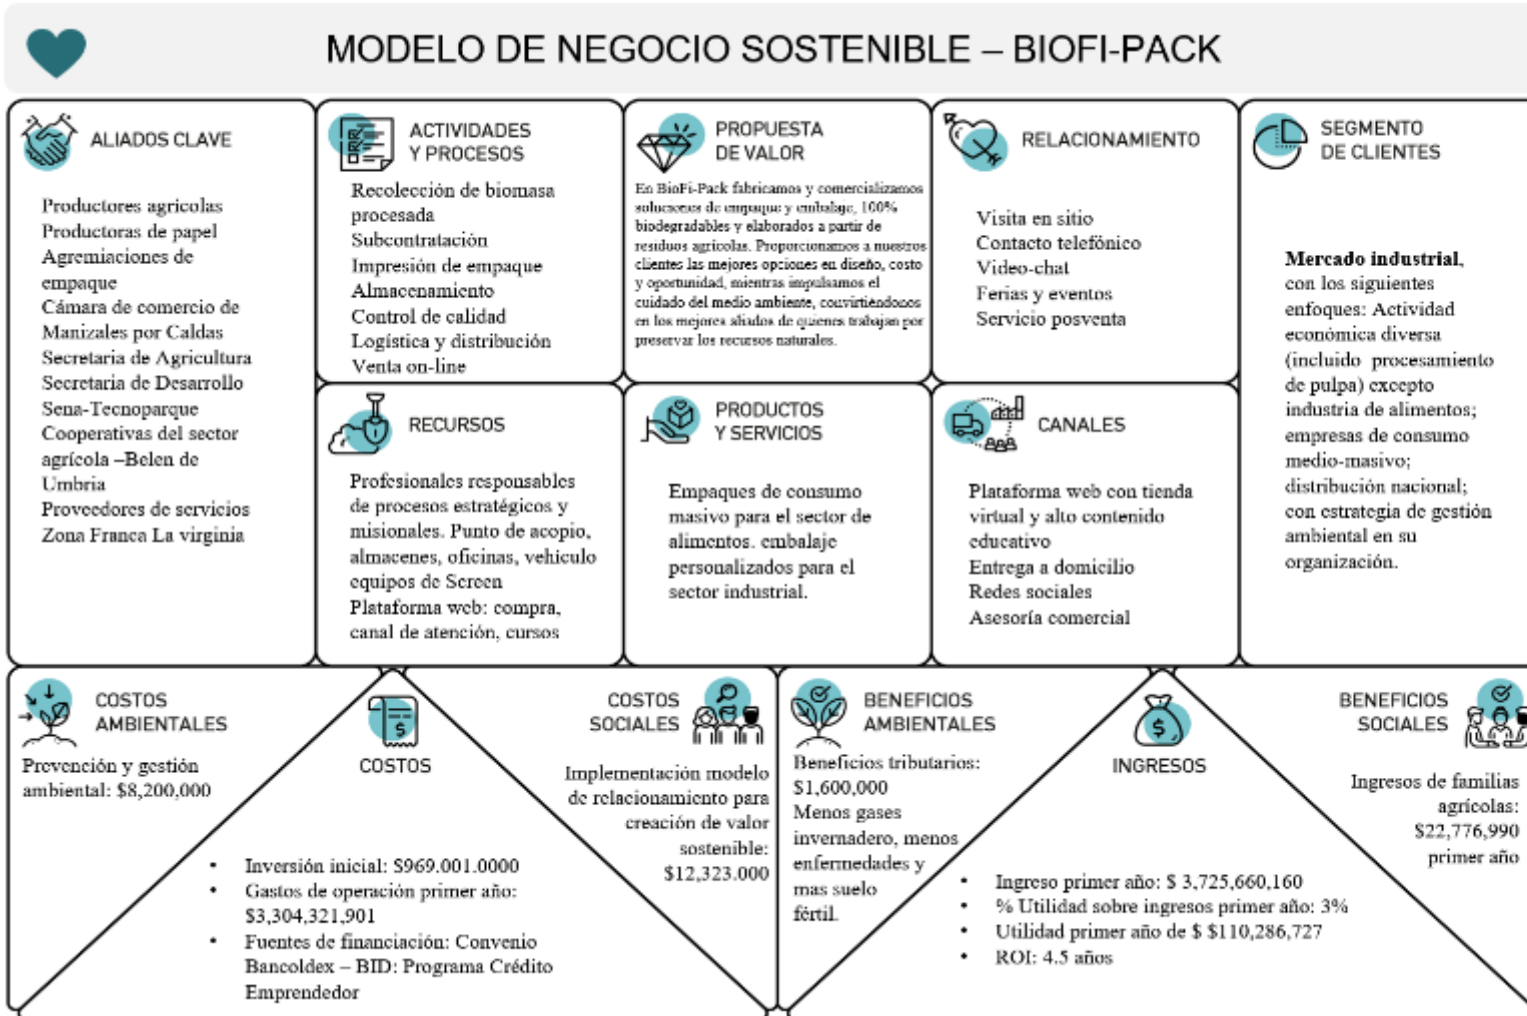 MODELO DE NEGOCIO SOSTENIBLE – BIOFI-PACK
ALIADOS CLAVE
Productores agricolas
Productoras de papel
Agremiaciones de
empaque
Cámara de comercio de
Manizales por Caldas
Secretaria de Agricultura
Secretaria de Desarrollo
Sena-Tecnoparque
Cooperativas del sector
agrícola –Belen de
Umbria
Proveedores de servicios
Zona Franca La virginia
ACTIVIDADES
Y PROCESOS
Recolección de biomasa
procesada
Subcontratación
Impresión de empaque
Almacenamiento
Control de calidad
Logística y distribución
Venta on-line
PROPUESTA
DE VALOR
En BioFi-Pack fabricamos y comercializamos
soluciones de empaque y embalaje, 100%
biodegradables y elaborados a partir de
residuos agrícolas. Proporcionamos a nuestros
clientes las mejores opciones en diseño, costo
y oportunidad, mientras impulsamos el
cuidado del medio ambiente, convirtiéndonos
en los mejores aliados de quienes trabajan por
preservar los recursos naturales.
RELACIONAMIENTO
Visita en sitio
Contacto telefónico
Video-chat
Ferias y eventos
Servicio posventa
SEGMENTO
DE CLIENTES
Mercado industrial,
con los siguientes
enfoques: Actividad
económica diversa
(incluido procesamiento
de pulpa) excepto
industria de alimentos;
empresas de consumo
medio-masivo;
distribución nacional;
con estrategia de gestión
ambiental en su
organización.
RECURSOS
Profesionales responsables
de procesos estratégicos y
misionales. Punto de acopio,
almacenes, oficinas, vehiculo
equipos de Screen
Plataforma web: compra,
canal de atención, cursos
PRODUCTOS
Y SERVICIOS
Empaques de consumo
masivo para el sector de
alimentos. embalaje
personalizados para el
sector industrial.
CANALES
Plataforma web con tienda
virtual y alto contenido
educativo
Entrega a domicilio
Redes sociales
Asesoría comercial
COSTOS
AMBIENTALES
Prevención y gestión
ambiental: $8,200,000
COSTOS
• Inversión inicial: $969.001.0000
• Gastos de operación primer año:
$3,304,321,901
• Fuentes de financiación: Convenio
Bancoldex – BID: Programa Crédito
Emprendedor
COSTOS
SOCIALES
Implementación modelo
de relacionamiento para
creación de valor
sostenible:
$12,323.000
BENEFICIOS
AMBIENTALES
Beneficios tributarios:
$1,600,000
Menos gases
invernadero, menos
enfermedades y
mas suelo
fértil.
INGRESOS
• Ingreso primer año: $ 3,725,660,160
• % Utilidad sobre ingresos primer año: 3%
• Utilidad primer año de $ $110,286,727
• ROI: 4.5 años
BENEFICIOS
SOCIALES
Ingresos de familias
agrícolas:
$22,776,990
primer año